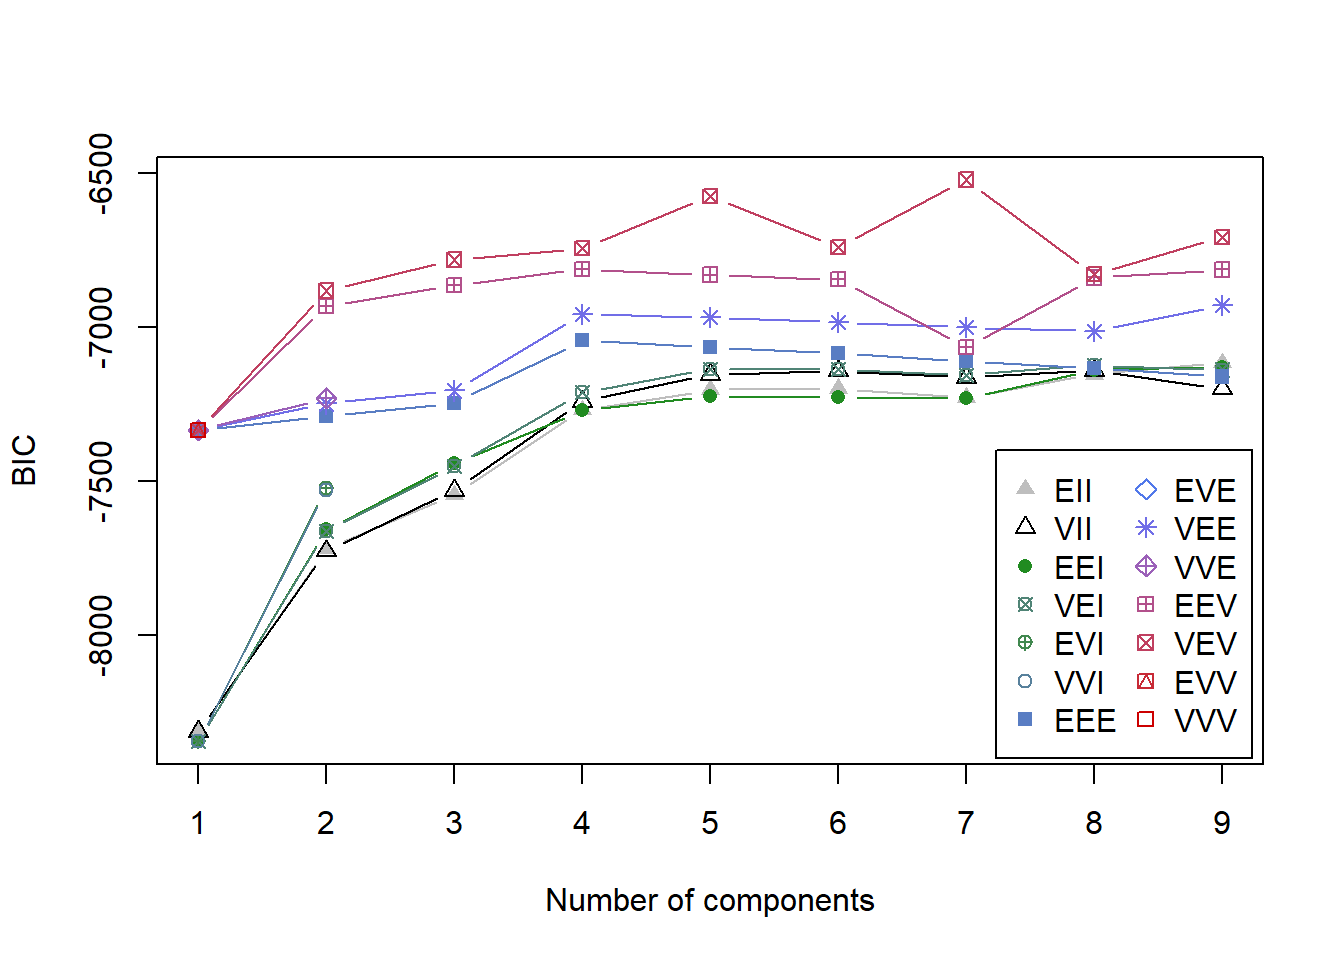 -6500
-7000
-7500
-8000
BIC
EII EVE
VII VEE
EEI VVE
VEI EEV
EVI VEV
VVI EVV
EEE VVV
1 2 3 4 5 6 7 8 9
Number of components